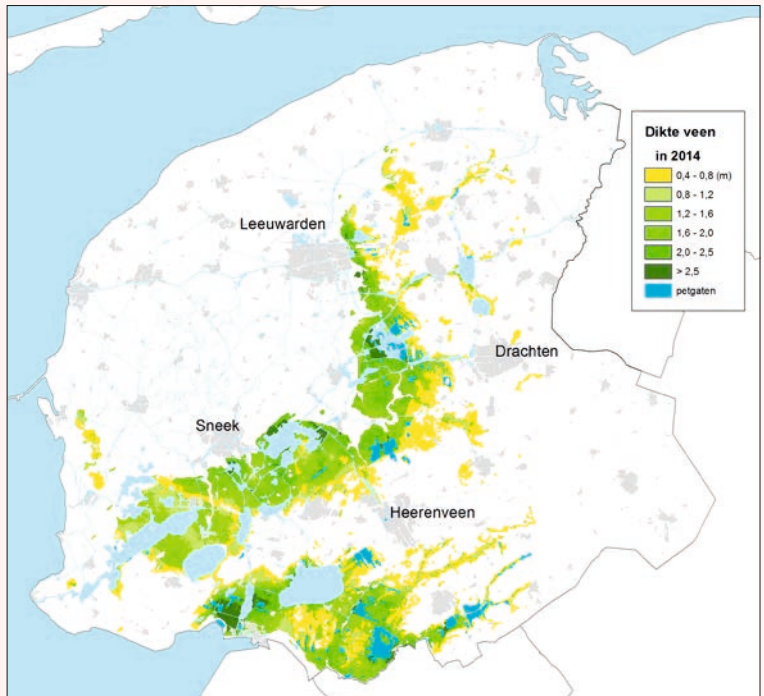 Dikte veen
in 2014
0,4 - 0,8 (m)
0,8 - 1,2
1,2 - 1,6
1,6 - 2,0
2,0 - 2,5
> 2,5
petgaten
Leeuwarden
Drachten
Sneek
Heerenveen